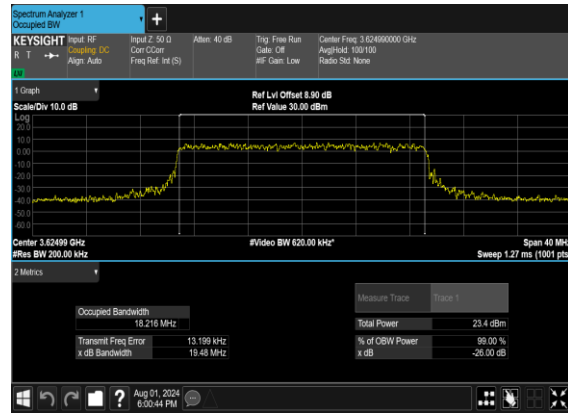 Spectrum Analyzer 1
Occupied BW
+
KEYSIGHT Input: RF Input Z: 50 Ω Atten: 40 dB Trig: Free Run Center Freq: 3.624990000 GHz
R T Coupling: DC Corr CCorr Gate: Off Avg|Hold: 100/100
Align: Auto Freq Ref: Int (S) #IF Gain: Low Radio Std: None
LV
1 Graph
Ref Lvl Offset 8.90 dB
Scale/Div 10.0 dB Ref Value 30.00 dBm
Log
20.0
10.0
0.00
-10.0
-20.0
-30.0
-40.0
-50.0
-60.0
Center 3.62499 GHz #Video BW 620.00 kHz* Span 40 MHz
#Res BW 200.00 kHz Sweep 1.27 ms (1001 pts
2 Metrics
Measure Trace Trace 1
Occupied Bandwidth
18.216 MHz Total Power 23.4 dBm
Transmit Freq Error 13.199 kHz % of OBW Power 99.00 %
x dB Bandwidth 19.48 MHz x dB -26.00 dB
? Aug 01, 2024
6:00:44 PM